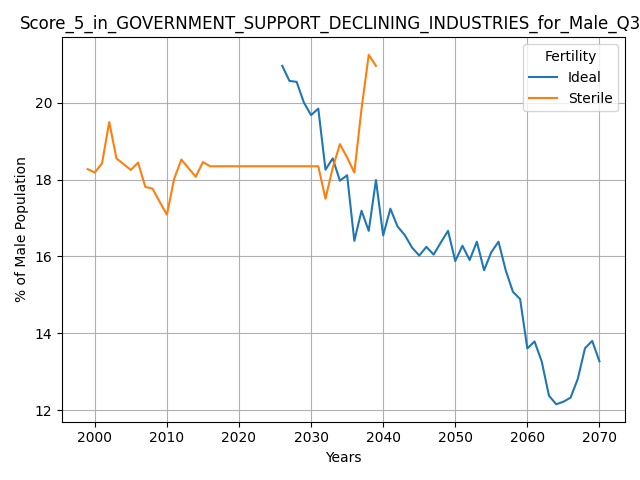 Score_5_in_GOVERNMENT_SUPPORT_DECLINING_INDUSTRIES_for_Male_Q3
Fertility
Ideal
Sterile
% of Male Population
20
18
16
14
12
2000 2010 2020 2030 2040 2050 2060 2070
Years